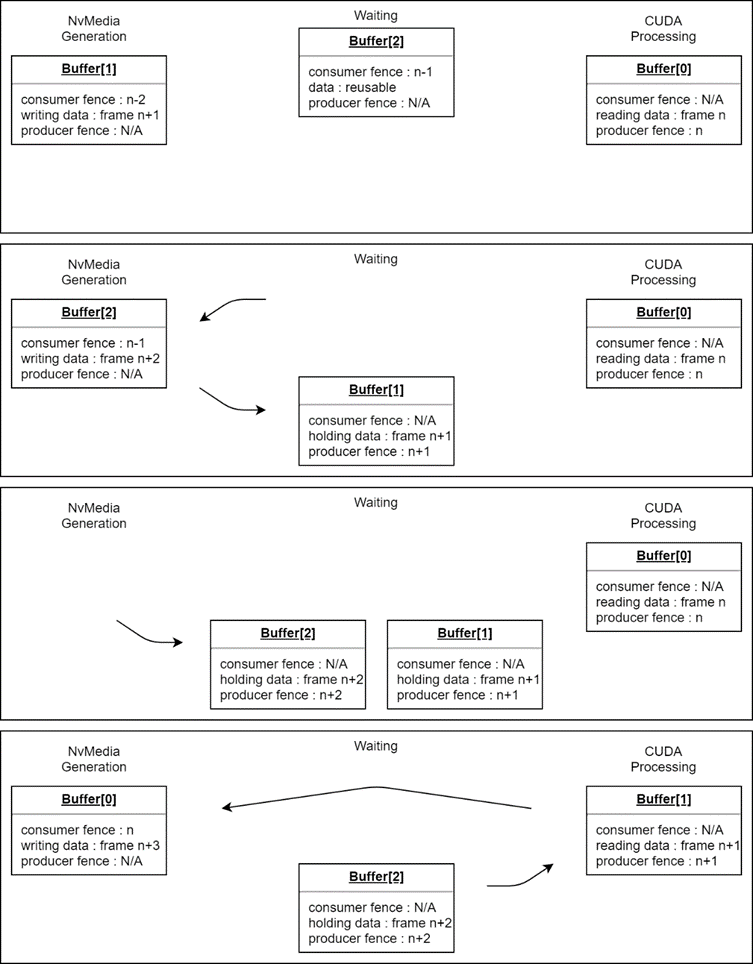 NvMedia
Generation
Waiting
CUDA
Processing
Buffer[1]
consumer fence : n-2
writing data : frame n+1
producer fence : N/A
Buffer[2]
consumer fence : n-1
data : reusable
producer fence : N/A
Buffer[0]
consumer fence : N/A
reading data : frame n
producer fence : n
NvMedia
Generation
Waiting
CUDA
Processing
Buffer[2]
consumer fence : n-1
writing data : frame n+2
producer fence : N/A
Buffer[1]
consumer fence : N/A
holding data : frame n+1
producer fence : n+1
Buffer[0]
consumer fence : N/A
reading data : frame n
producer fence : n
NvMedia
Generation
Waiting
CUDA
Processing
Buffer[2]
consumer fence : N/A
holding data : frame n+2
producer fence : n+2
Buffer[1]
consumer fence : N/A
holding data : frame n+1
producer fence : n+1
Buffer[0]
consumer fence : N/A
reading data : frame n
producer fence : n
NvMedia
Generation
Waiting
CUDA
Processing
Buffer[0]
consumer fence : n
writing data : frame n+3
producer fence : N/A
Buffer[2]
consumer fence : N/A
holding data : frame n+2
producer fence : n+2
Buffer[1]
consumer fence : N/A
reading data : frame n+1
producer fence : n+1